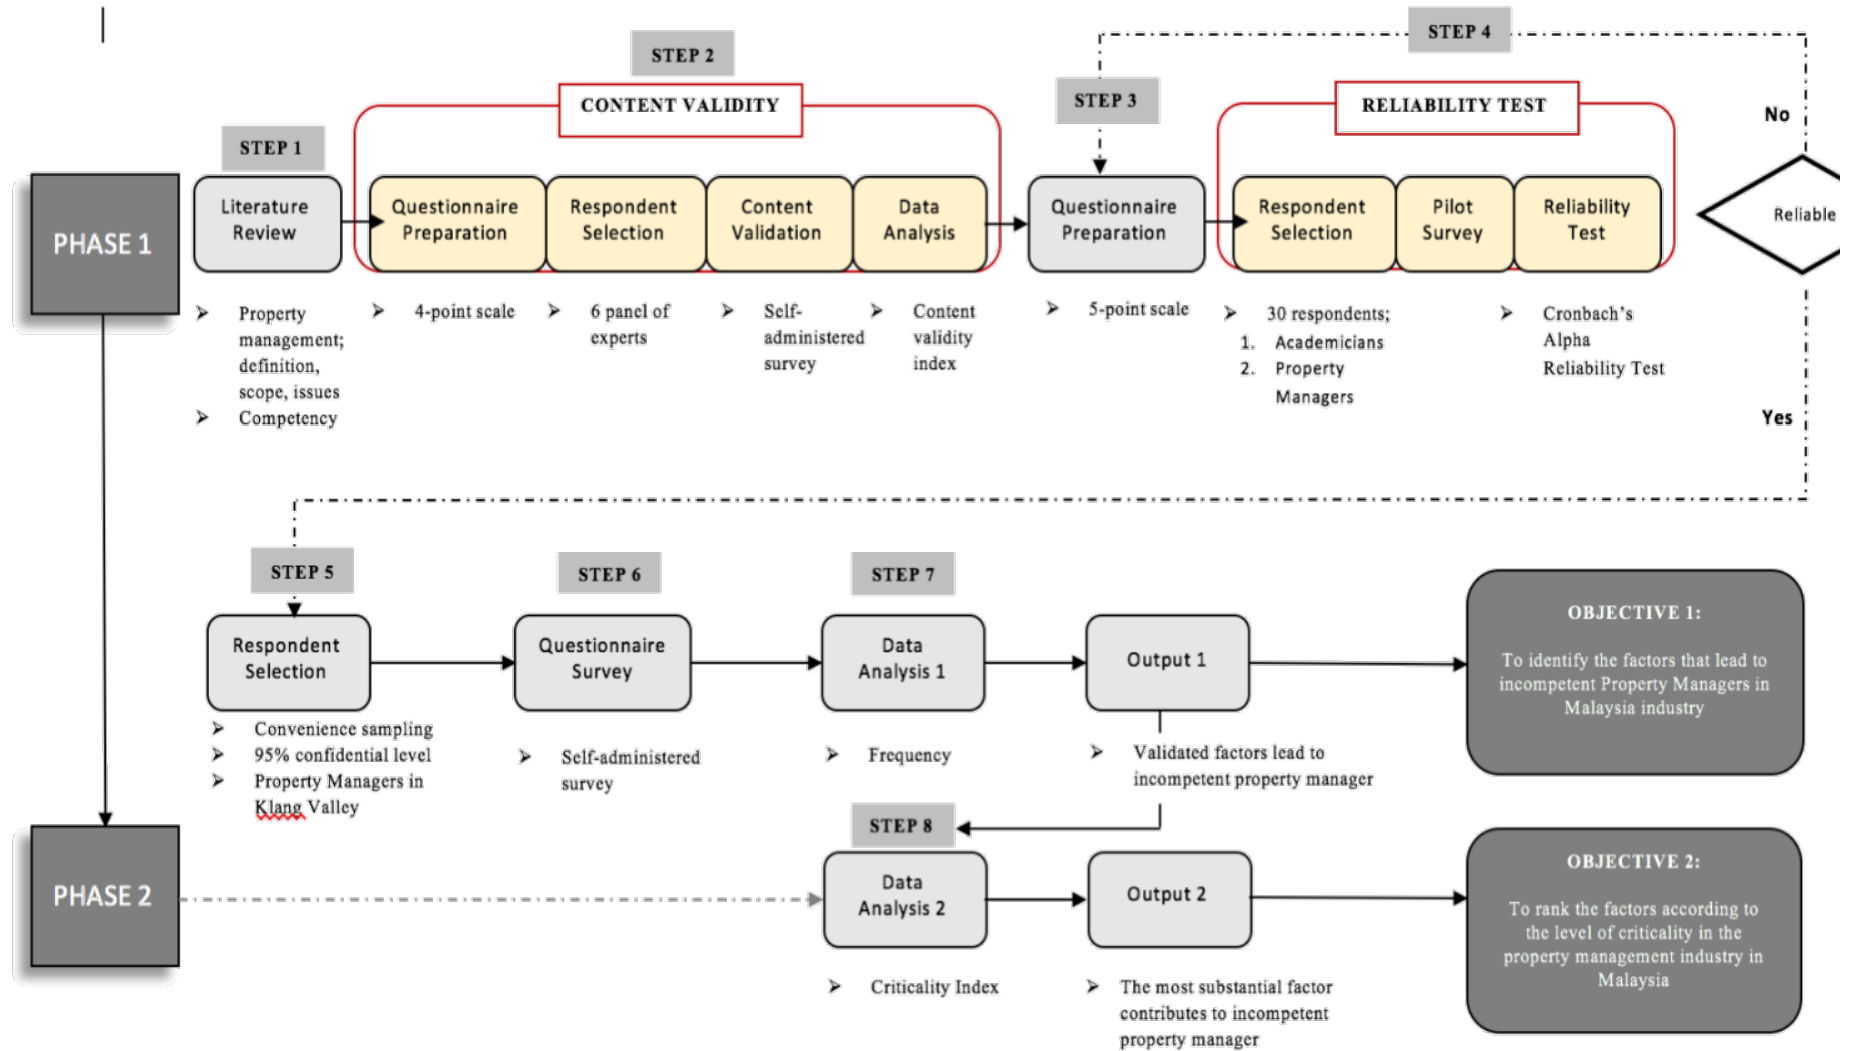 STEP 4
STEP 2
STEP 3
CONTENT VALIDITY
RELIABILITY TEST
No
STEP 1
PHASE 1
Literature
Review
Questionnaire
Preparation
Respondent
Selection
Content
Validation
Data
Analysis
Questionnaire
Preparation
Respondent
Selection
Pilot
Survey
Reliability
Test
Reliable
➢ Property
management;
definition,
scope, issues
➢ Competency
➢ 4-point scale
➢ 6 panel of
experts
➢ Self-
administered
survey
➢ Content
validity
index
➢ 5-point scale
➢ 30 respondents;
1. Academicians
2. Property
Managers
➢ Cronbach's
Alpha
Reliability Test
Yes
STEP 5
STEP 6
STEP 7
Respondent
Selection
Questionnaire
Survey
Data
Analysis 1
Output 1
OBJECTIVE 1:
To identify the factors that lead to
incompetent Property Managers in
Malaysia industry
➢ Convenience sampling
➢ 95% confidential level
➢ Property Managers in
Klang Valley
➢ Self-administered
survey
➢ Frequency
➢ Validated factors lead to
incompetent property manager
STEP 8
PHASE 2
Data
Analysis 2
Output 2
OBJECTIVE 2:
To rank the factors according to
the level of criticality in the
property management industry in
Malaysia
➢ Criticality Index
➢ The most substantial factor
contributes to incompetent
property manager